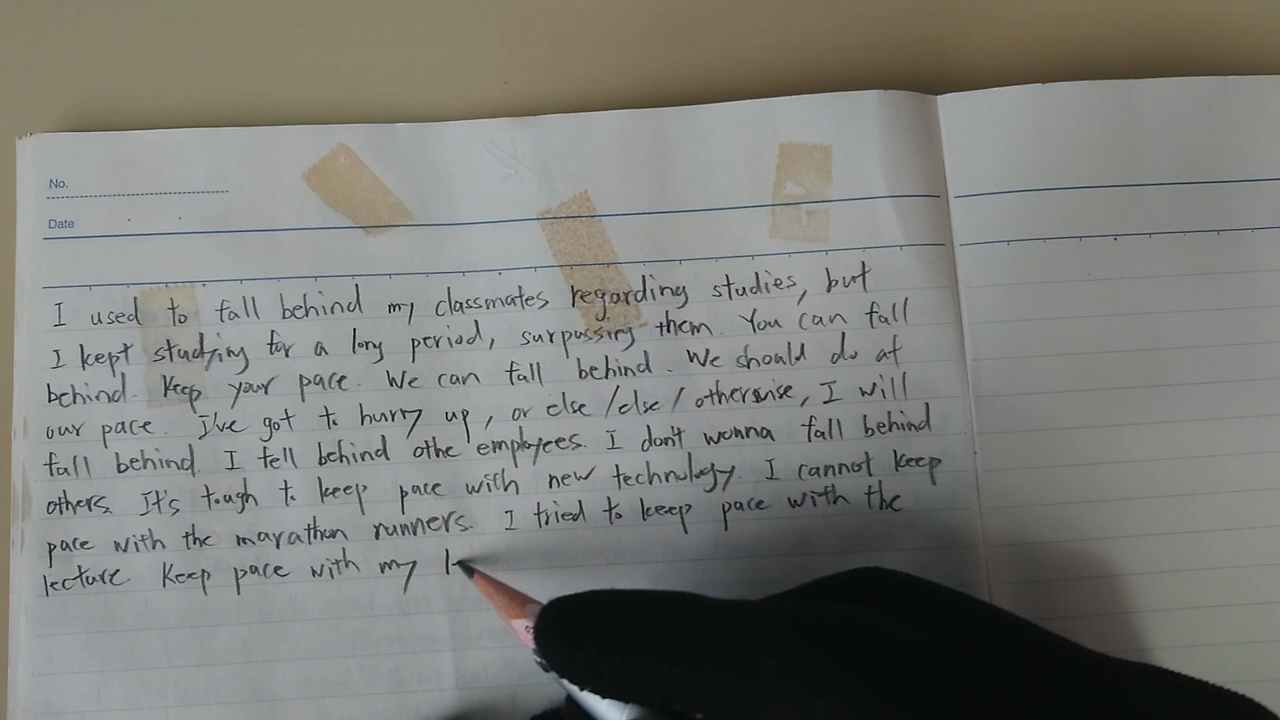 No.
Date
I used to fall behind my classmates regarding studies, but
I kept studying for a long period, surpassing them. You can fall
behind. Keep your pace. We can fall behind. We should do at
our pace. I've got to hurry up, or else /else / otherwise, I will
fall behind. I fell behind othe employees. I don't wonna fall behind
others. It's tough to keep pace with new technology. I cannot keep
pace with the marathon runners. I tried to keep pace with the
lecture. Keep pace with my